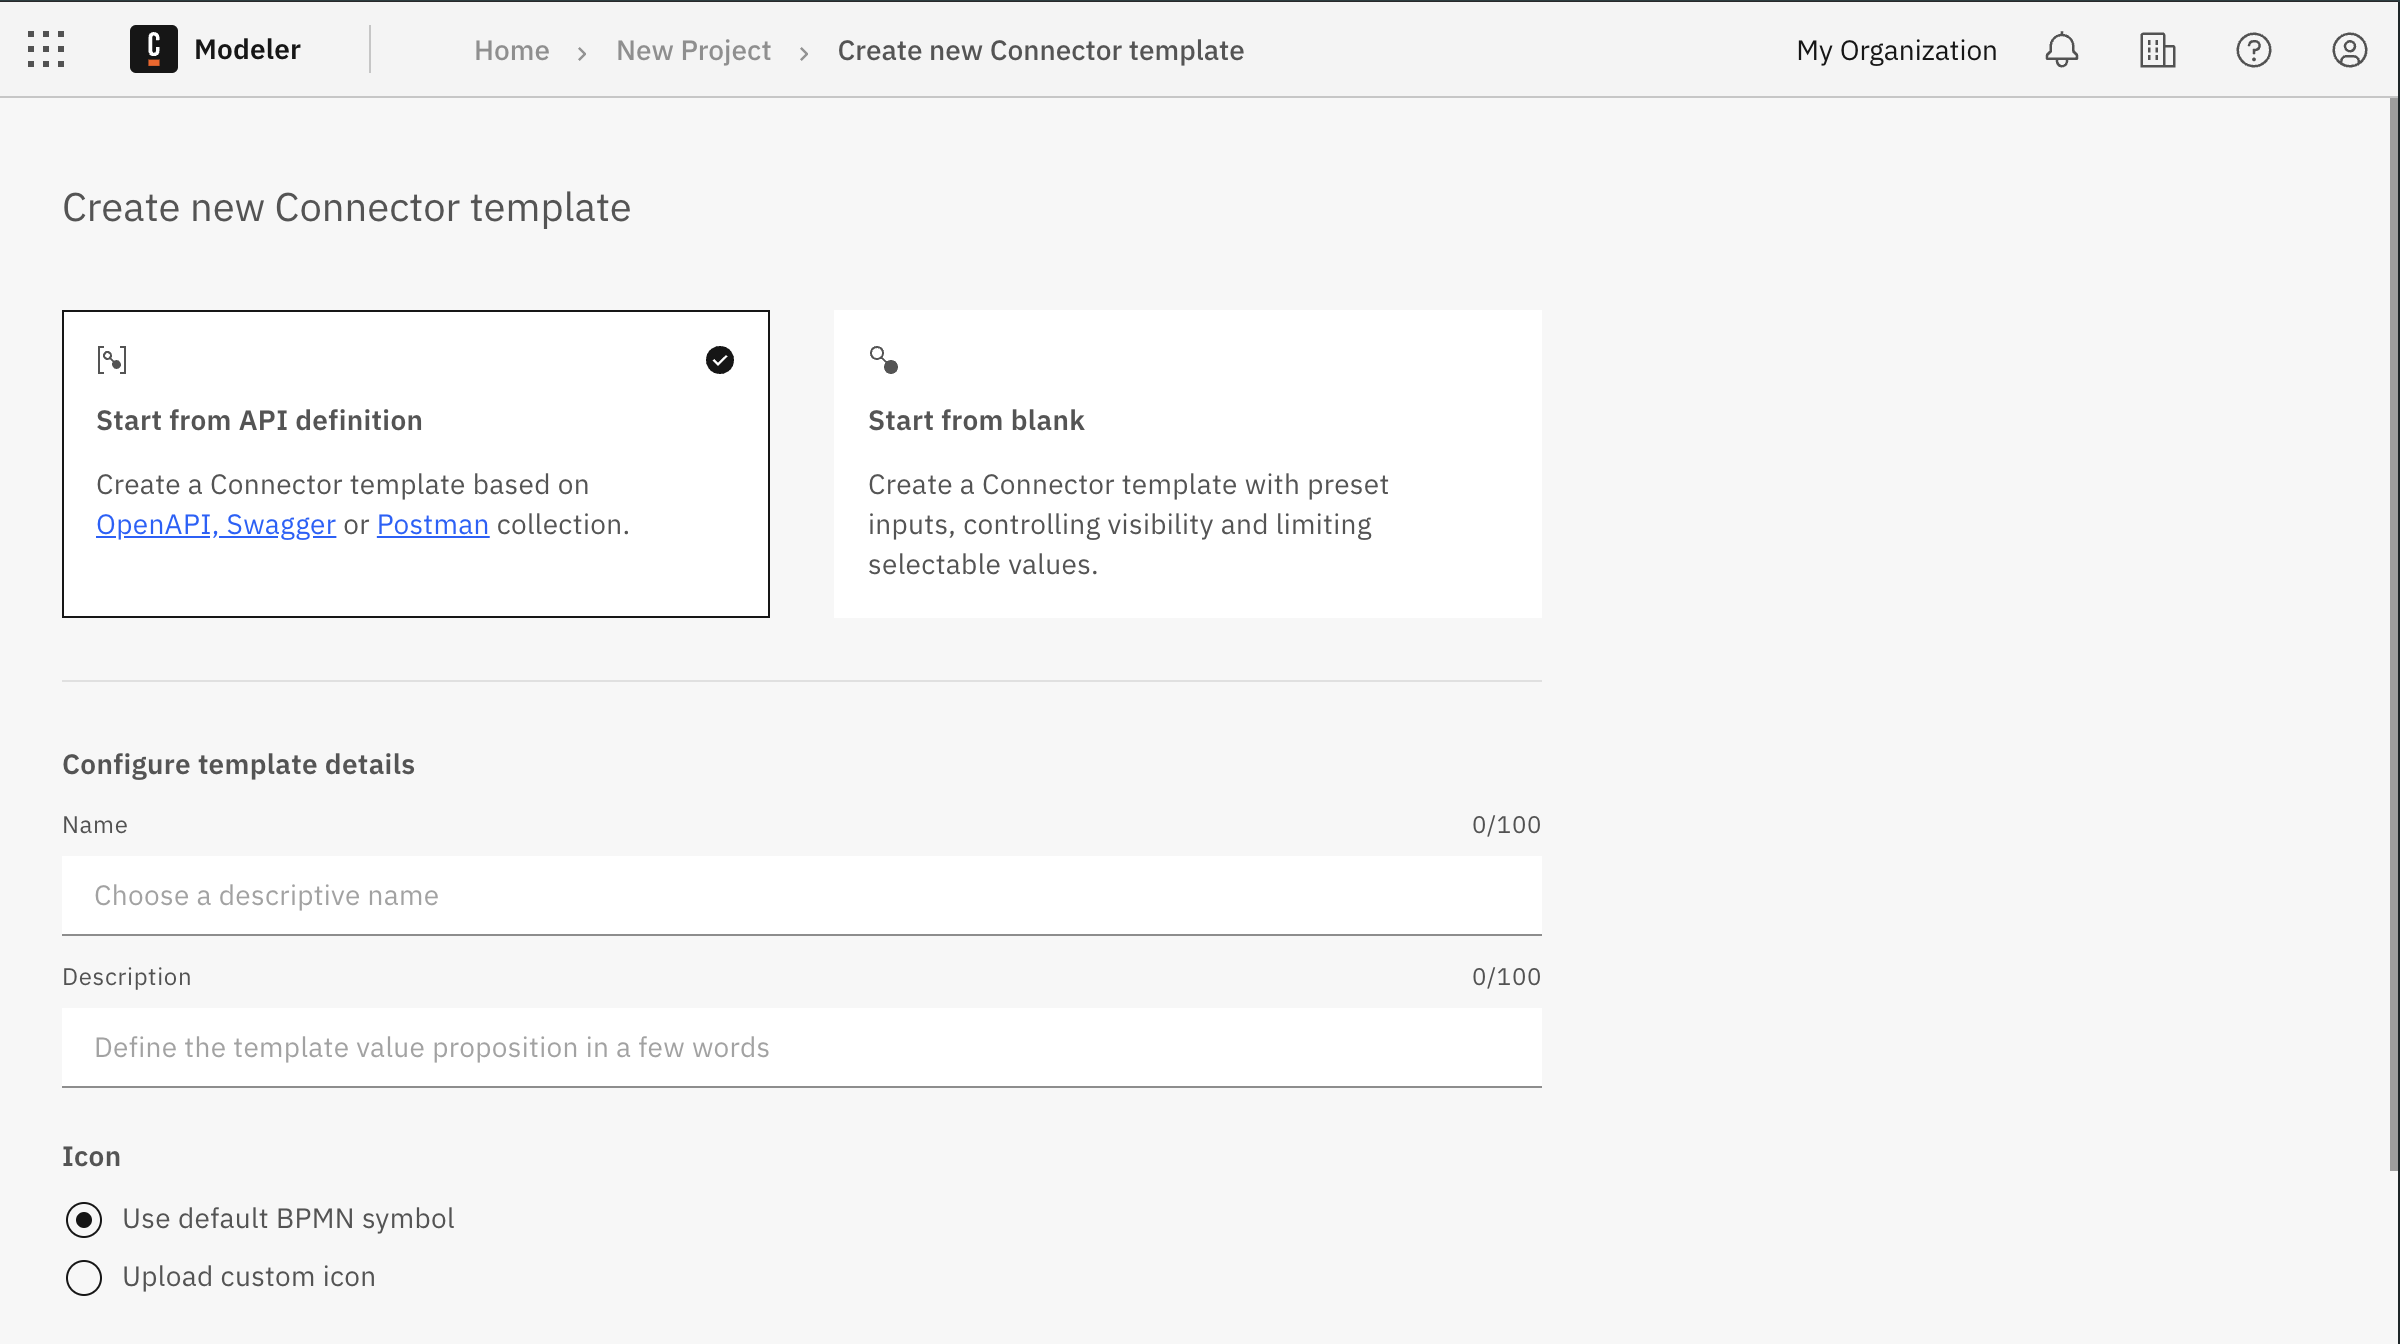 Modeler
Home > New Project > Create new Connector template
My Organization
Create new Connector template
Start from API definition
Create a Connector template based on
OpenAPI, Swagger or Postman collection.
Start from blank
Create a Connector template with preset
inputs, controlling visibility and limiting
selectable values.
Configure template details
Name 0/100
Choose a descriptive name
Description 0/100
Define the template value proposition in a few words
Icon
Use default BPMN symbol
Upload custom icon